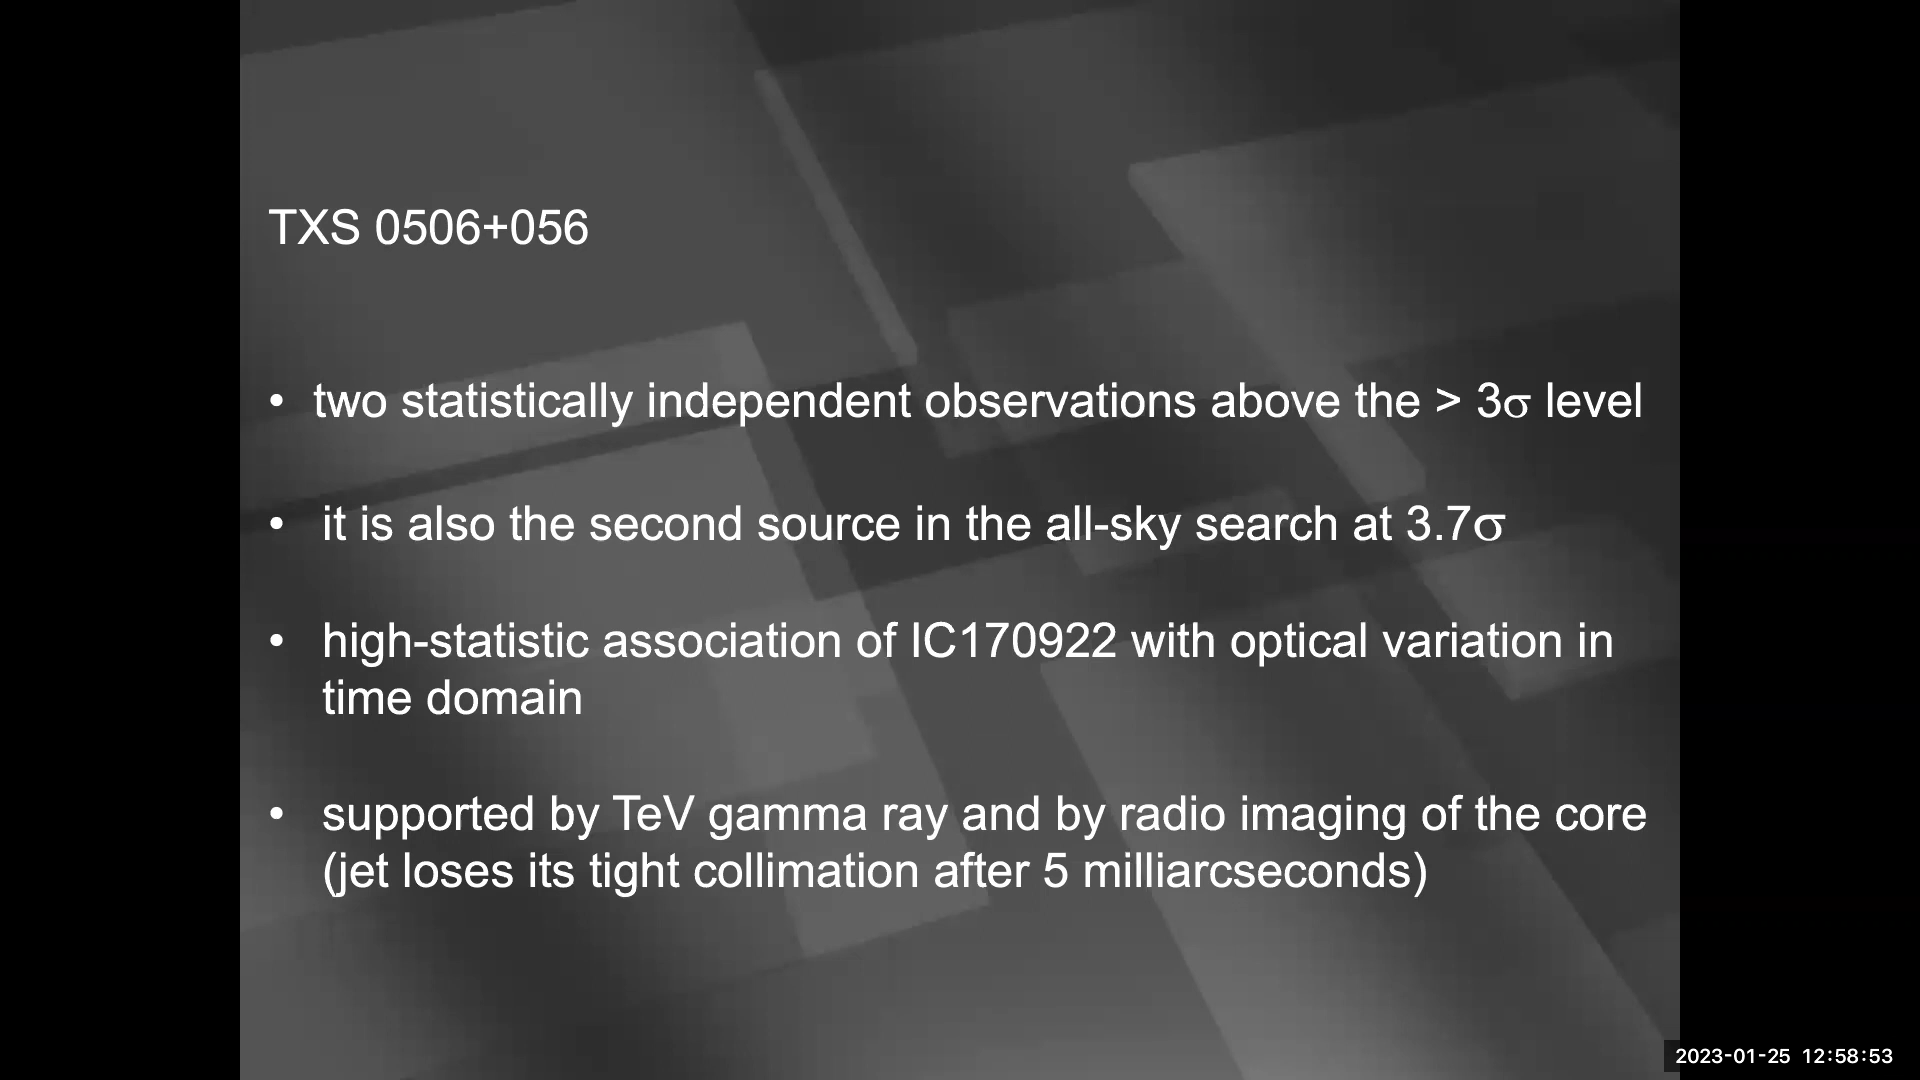 TXS 0506+056
• two statistically independent observations above the > 3σ level
• it is also the second source in the all-sky search at 3.7σ
• high-statistic association of IC170922 with optical variation in
time domain
• supported by TeV gamma ray and by radio imaging of the core
(jet loses its tight collimation after 5 milliarcseconds)
2023-01-25 12:58:53